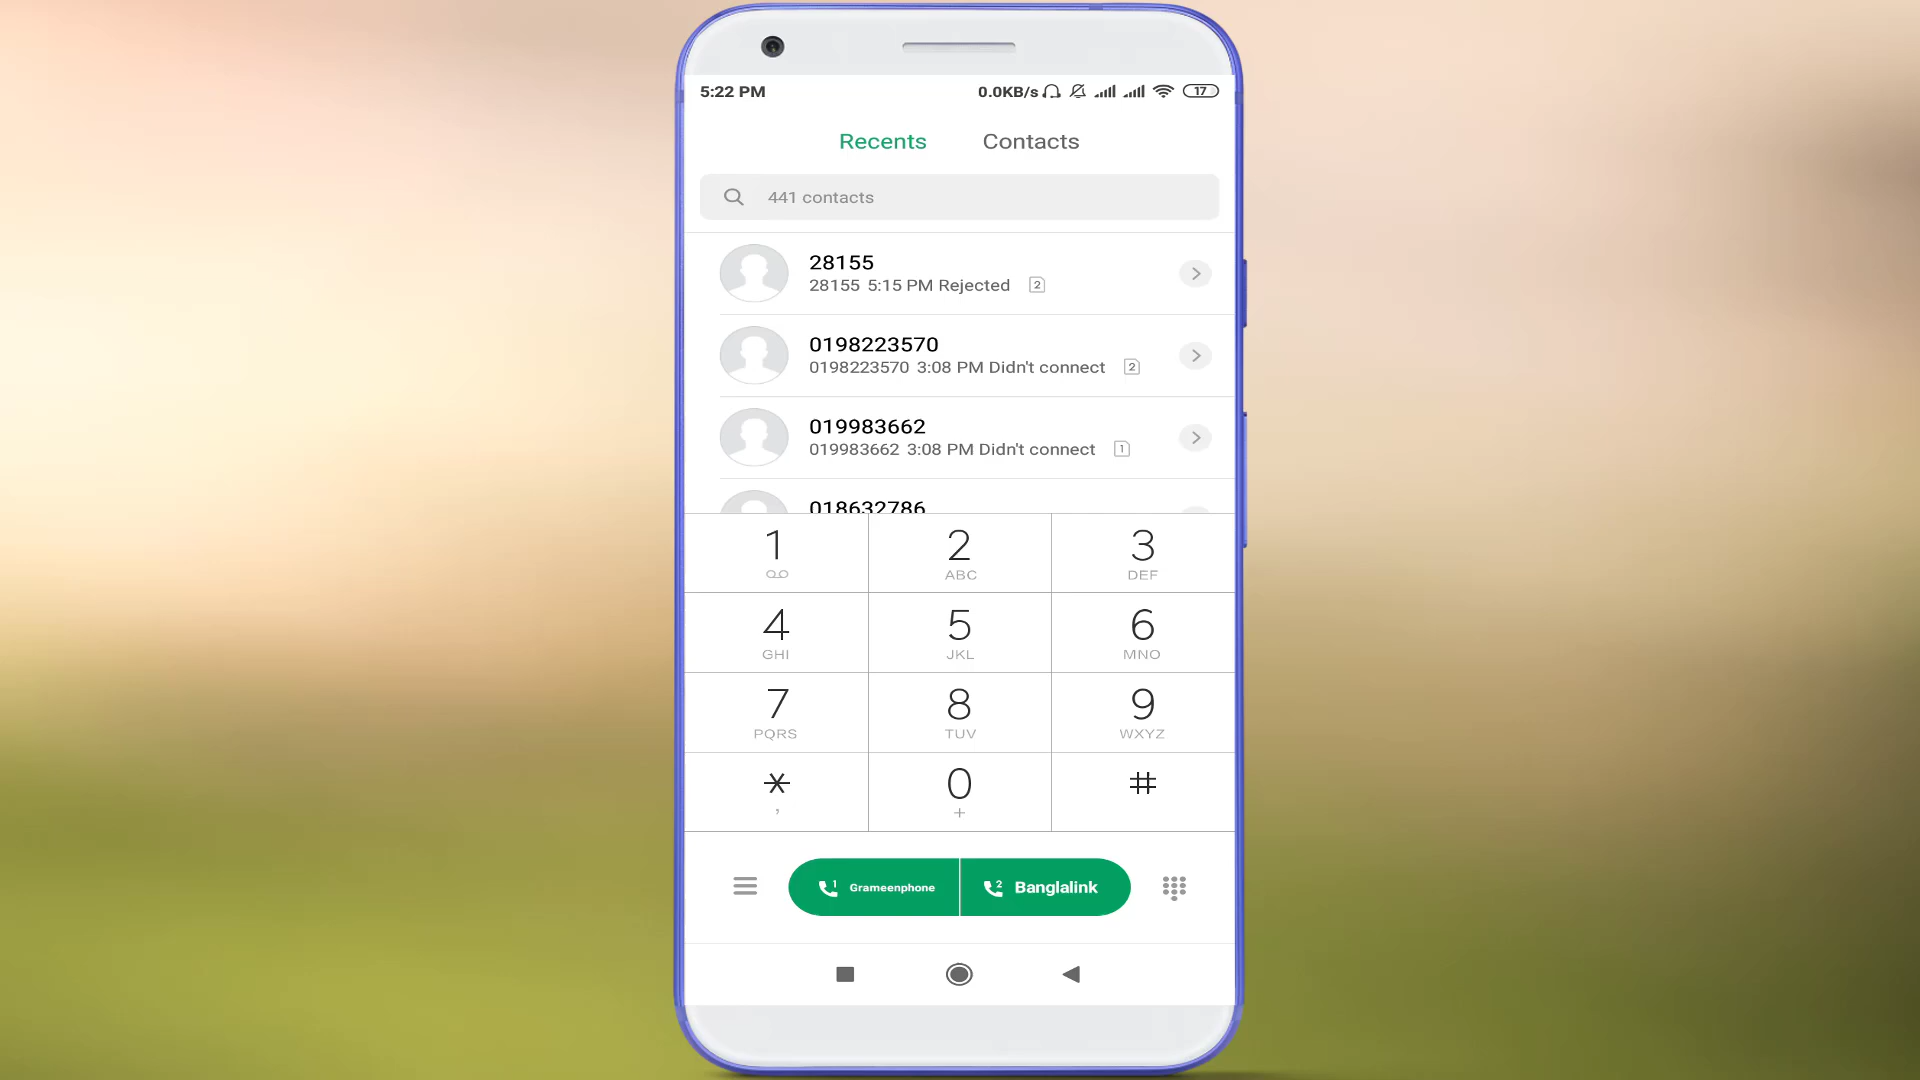 5:22 PM 0.0KB/s 17
Recents Contacts
441 contacts
28155
28155 5:15 PM Rejected 2
0198223570
0198223570 3:08 PM Didn't connect 2
019983662
019983662 3:08 PM Didn't connect 1
018632786
1 2 3
ABC DEF
4 5 6
GHI JKL MNO
7 8 9
PQRS TUV WXYZ
* 0 #
, +
1 Grameenphone 2 Banglalink